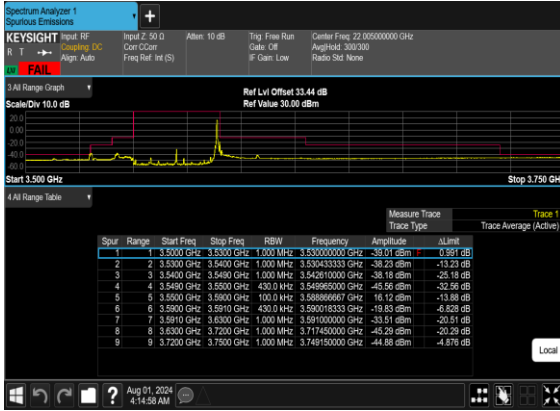 Spectrum Analyzer 1
Spurious Emissions
+
KEYSIGHT Input: RF Input Z: 50 Ω Atten: 10 dB Trig: Free Run Center Freq: 22.005000000 GHz
R T Coupling: DC Corr CCorr Gate: Off Avg|Hold: 300/300
Align: Auto Freq Ref: Int (S) IF Gain: Low Radio Std: None
FAIL
3 All Range Graph
Ref Lvl Offset 33.44 dB
Scale/Div 10.0 dB Ref Value 30.00 dBm
20.0
10.0
0.00
-20.0
-40.0
-60.0
Start 3.500 GHz Stop 3.750 GH
4 All Range Table
Measure Trace Trace 1
Trace Type Trace Average (Active)
Spur Range Start Freq Stop Freq RBW Frequency Amplitude ΔLimit
1 1 3.5000 GHz 3.5300 GHz 1.000 MHz 3.530000000 GHz -39.01 dBm 0.991 dB
2 2 3.5300 GHz 3.5400 GHz 1.000 MHz 3.530433333 GHz -38.23 dBm -13.23 dB
3 3 3.5400 GHz 3.5490 GHz 1.000 MHz 3.542610000 GHz -38.18 dBm -25.18 dB
4 4 3.5490 GHz 3.5500 GHz 430.0 kHz 3.549965000 GHz -45.56 dBm -32.56 dB
5 5 3.5500 GHz 3.5900 GHz 100.0 kHz 3.588866667 GHz 16.12 dBm -13.88 dB
6 6 3.5900 GHz 3.5910 GHz 430.0 kHz 3.590018333 GHz -19.83 dBm -6.828 dB
7 7 3.5910 GHz 3.6300 GHz 1.000 MHz 3.591000000 GHz -33.51 dBm -20.51 dB
8 8 3.6300 GHz 3.7200 GHz 1.000 MHz 3.717450000 GHz -45.29 dBm -20.29 dB
9 9 3.7200 GHz 3.7500 GHz 1.000 MHz 3.749150000 GHz -44.88 dBm -4.876 dB
Local
? Aug 01, 2024
4:14:58 AM